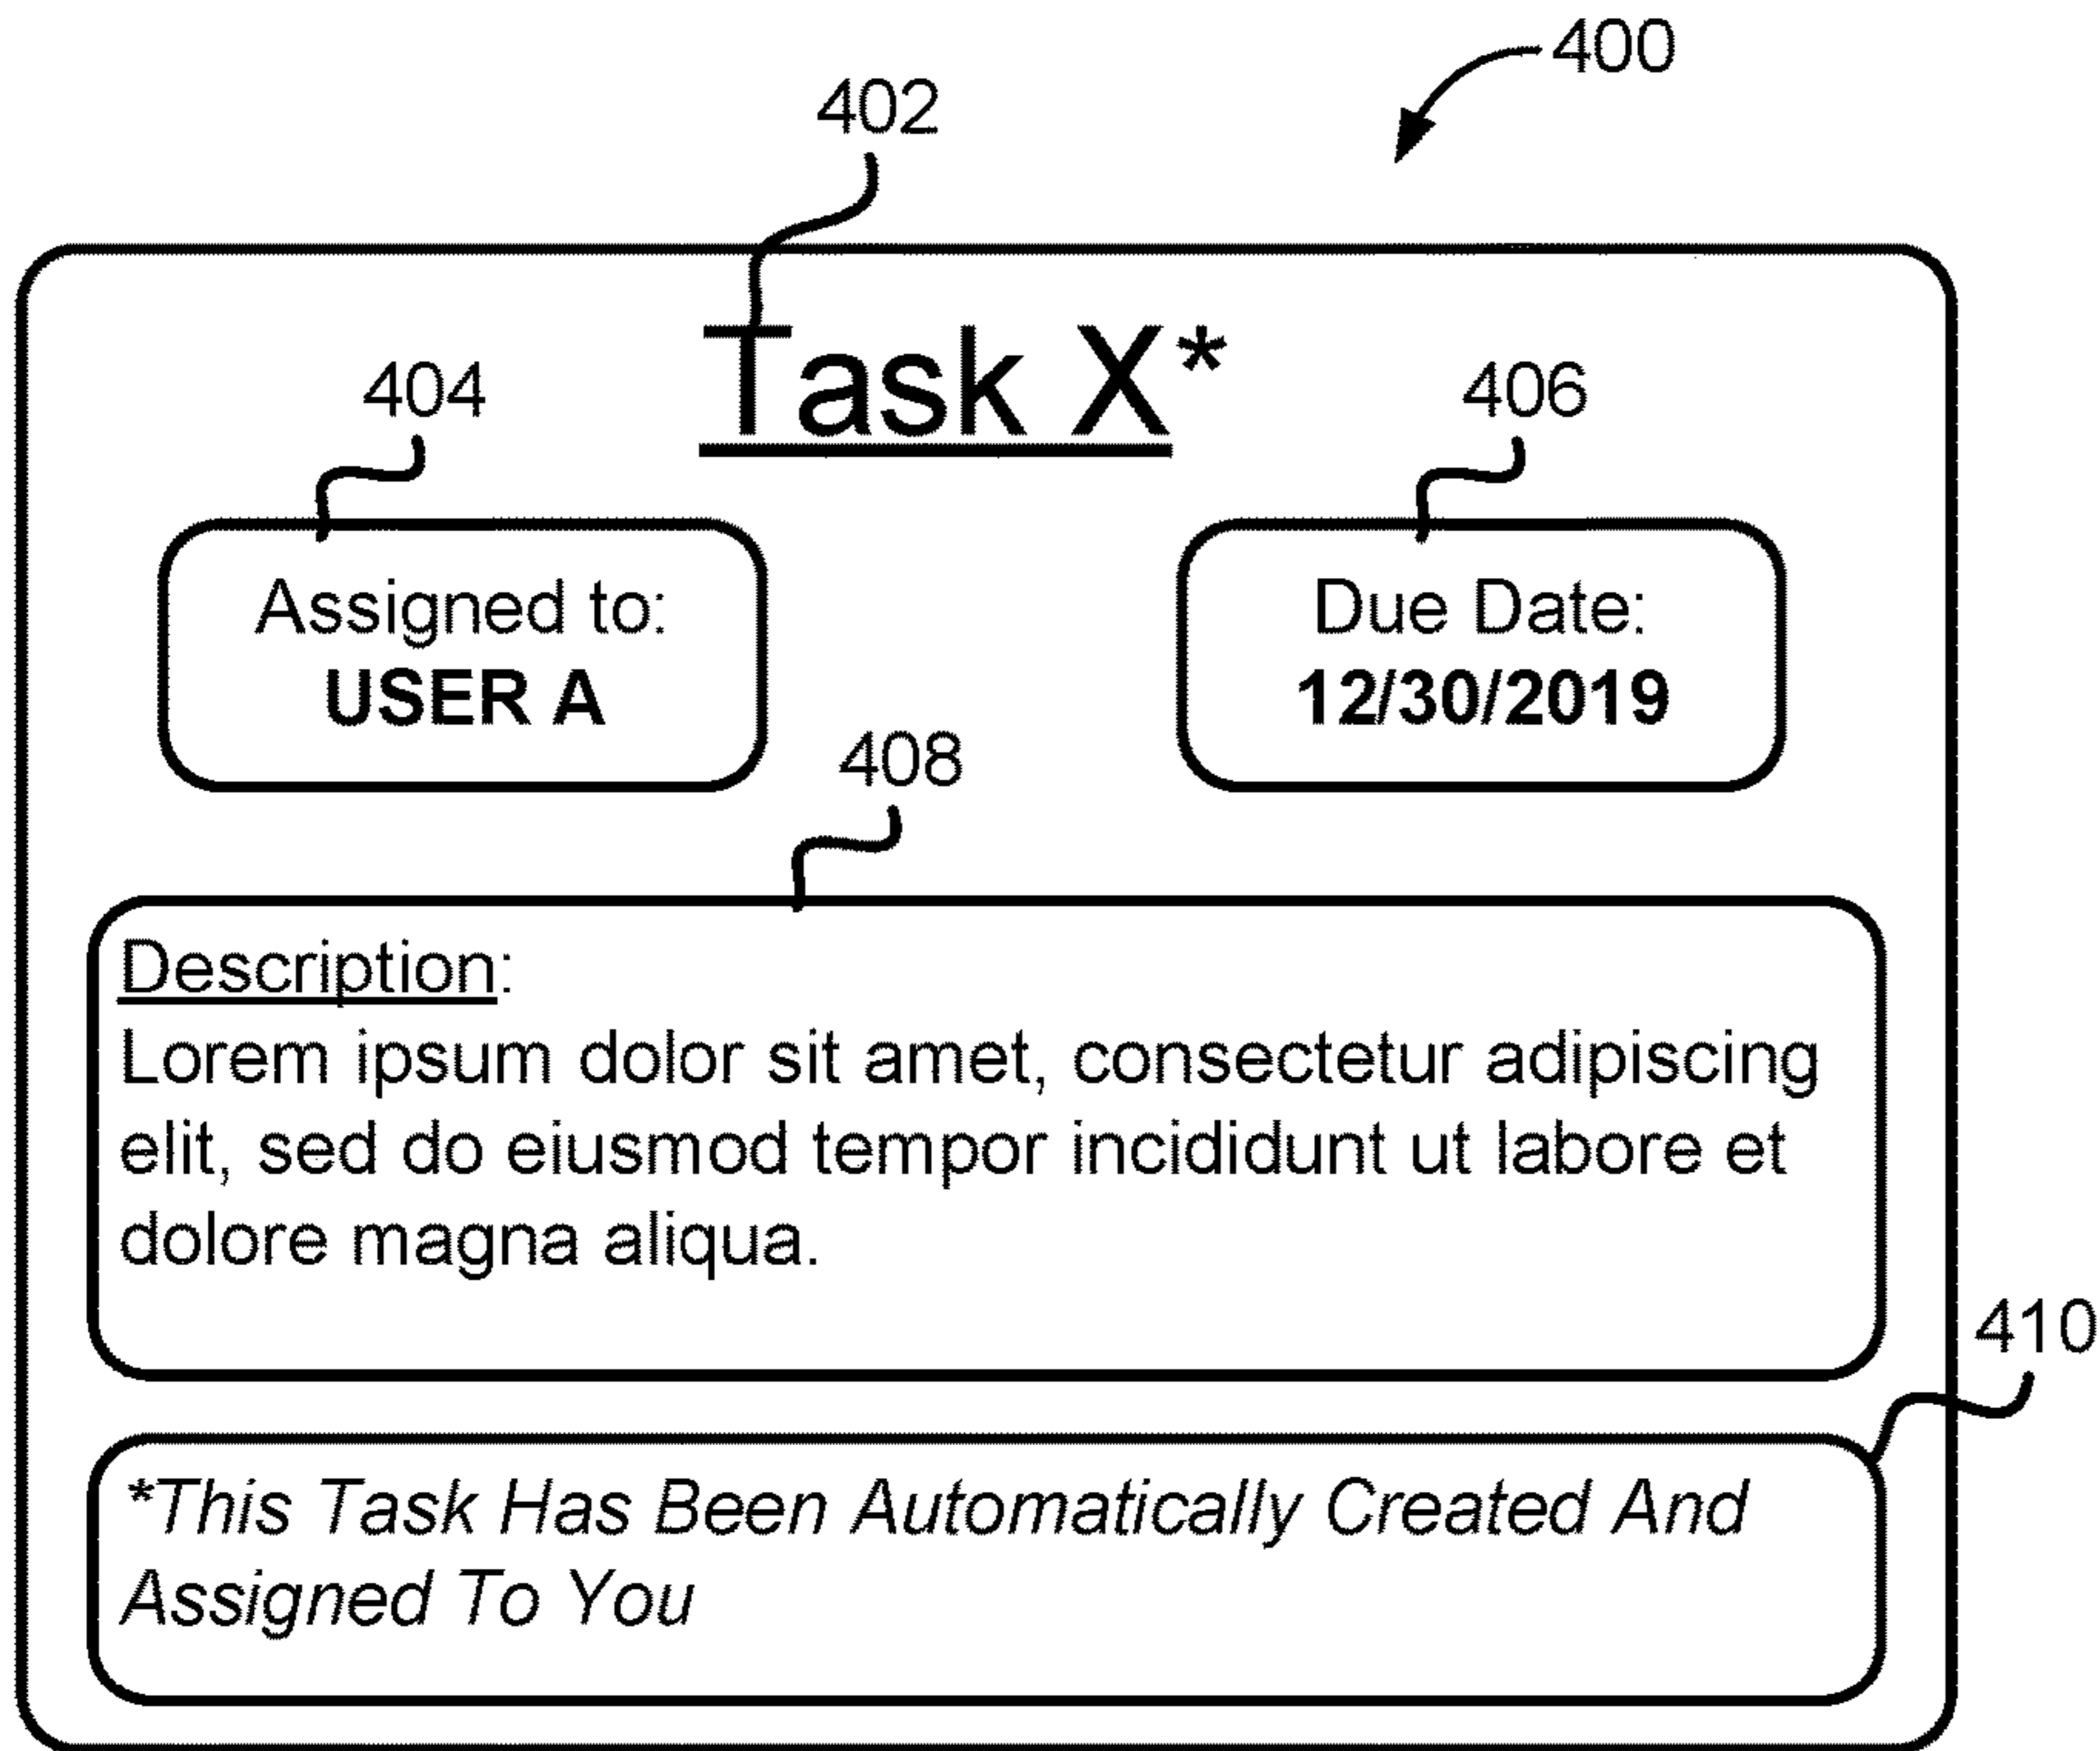 400
402
Task X*
404
406
Assigned to:
USER A
Due Date:
12/30/2019
408
Description:
Lorem ipsum dolor sit amet, consectetur adipiscing
elit, sed do eiusmod tempor incididunt ut labore et
dolore magna aliqua.
410
*This Task Has Been Automatically Created And
Assigned To You